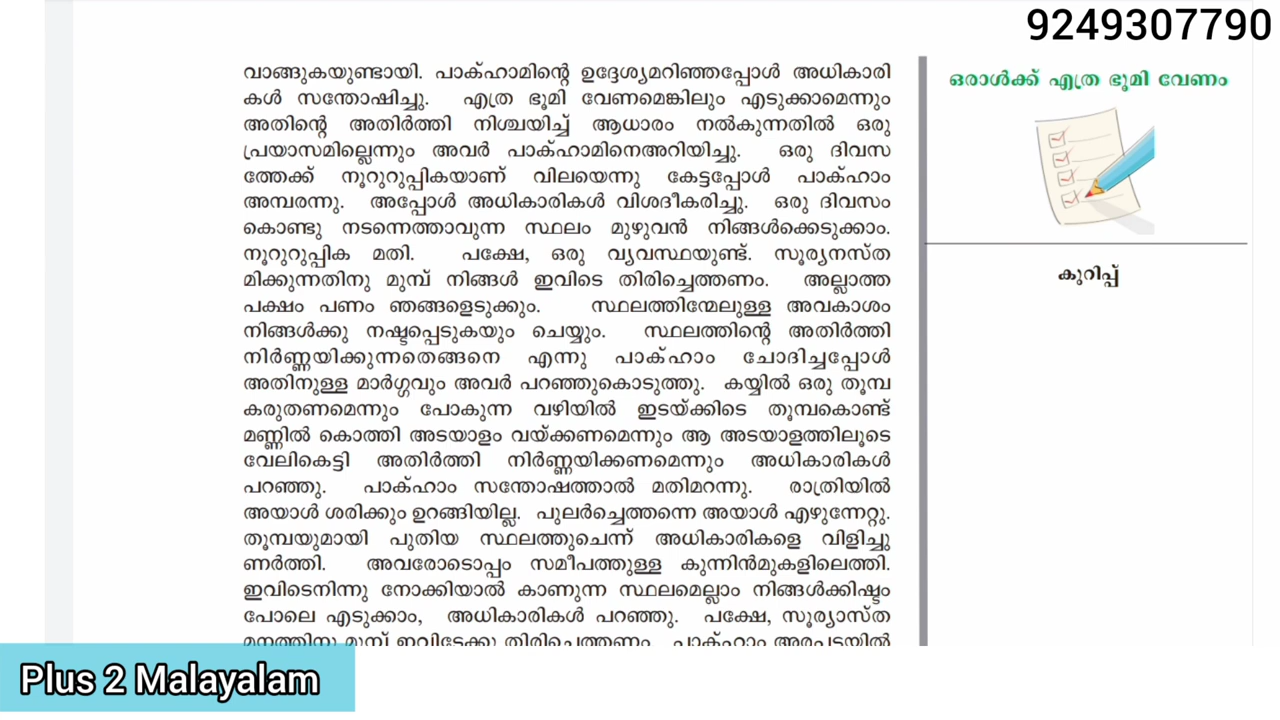 9249307790
വാങ്ങുകയുണ്ടായി. പാക്ഹാമിന്റെ ഉദ്ദേശ്യമറിഞ്ഞപ്പോൾ അധികാരി
കൾ സന്തോഷിച്ചു. എത്ര ഭൂമി വേണമെങ്കിലും എടുക്കാമെന്നും
അതിന്റെ അതിർത്തി നിശ്ചയിച്ച് ആധാരം നൽകുന്നതിൽ ഒരു
പ്രയാസമില്ലെന്നും അവർ പാക്ഹാമിനെഅറിയിച്ചു. ഒരു ദിവസ
ത്തേക്ക് നൂറുറുപ്പികയാണ് വിലയെന്നു കേട്ടപ്പോൾ പാക്ഹാം
അമ്പരന്നു. അപ്പോൾ അധികാരികൾ വിശദീകരിച്ചു. ഒരു ദിവസം
കൊണ്ടു നടന്നെത്താവുന്ന സ്ഥലം മുഴുവൻ നിങ്ങൾക്കെടുക്കാം.
നൂറുറുപ്പിക മതി. പക്ഷേ, ഒരു വ്യവസ്ഥയുണ്ട്. സൂര്യനസ്ത
മിക്കുന്നതിനു മുമ്പ് നിങ്ങൾ ഇവിടെ തിരിച്ചെത്തണം. അല്ലാത്ത
പക്ഷം പണം ഞങ്ങളെടുക്കും. സ്ഥലത്തിന്മേലുള്ള അവകാശം
നിങ്ങൾക്കു നഷ്ടപ്പെടുകയും ചെയ്യും. സ്ഥലത്തിന്റെ അതിർത്തി
നിർണ്ണയിക്കുന്നതെങ്ങനെ എന്നു പാക്ഹാം ചോദിച്ചപ്പോൾ
അതിനുള്ള മാർഗ്ഗവും അവർ പറഞ്ഞുകൊടുത്തു. കയ്യിൽ ഒരു തൂമ്പ
കരുതണമെന്നും പോകുന്ന വഴിയിൽ ഇടയ്ക്കിടെ തൂമ്പകൊണ്ട്
മണ്ണിൽ കൊത്തി അടയാളം വയ്ക്കണമെന്നും ആ അടയാളത്തിലൂടെ
വേലികെട്ടി അതിർത്തി നിർണ്ണയിക്കണമെന്നും അധികാരികൾ
പറഞ്ഞു. പാക്ഹാം സന്തോഷത്താൽ മതിമറന്നു. രാത്രിയിൽ
അയാൾ ശരിക്കും ഉറങ്ങിയില്ല. പുലർച്ചെത്തന്നെ അയാൾ എഴുന്നേറ്റു.
തൂമ്പയുമായി പുതിയ സ്ഥലത്തുചെന്ന് അധികാരികളെ വിളിച്ചു
ണർത്തി. അവരോടൊപ്പം സമീപത്തുള്ള കുന്നിൻമുകളിലെത്തി.
ഇവിടെനിന്നു നോക്കിയാൽ കാണുന്ന സ്ഥലമെല്ലാം നിങ്ങൾക്കിഷ്ടം
പോലെ എടുക്കാം, അധികാരികൾ പറഞ്ഞു. പക്ഷേ, സൂര്യാസ്ത
മനത്തിനു മുമ്പ് ഇവിടേക്കു തിരിച്ചെത്തണം. പാക്ഹാം അരപ്പട്ടയിൽ
ഒരാൾക്ക് എത്ര ഭൂമി വേണം
കുറിപ്പ്
Plus 2 Malayalam